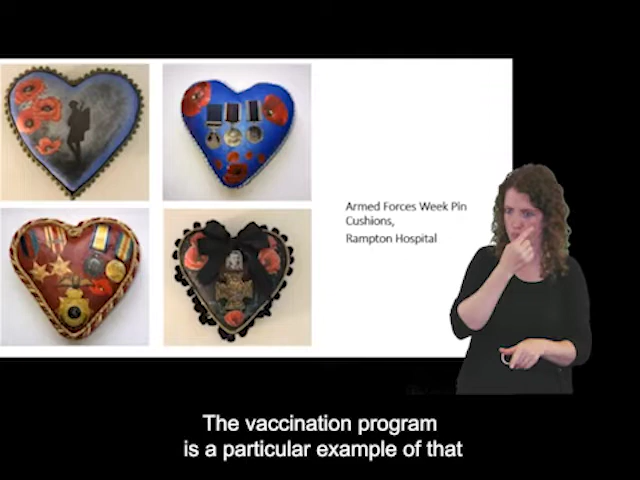 Armed Forces Week Pin
Cushions,
Rampton Hospital
The vaccination program
is a particular example of that